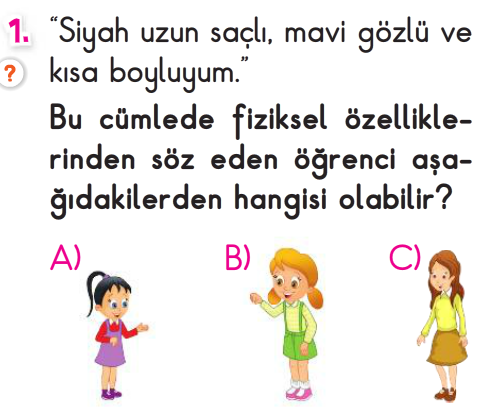 1. “Siyah uzun saçlı, mavi gözlü ve
? kısa boyluyum.”
Bu cümlede fiziksel özellikle-
rinden söz eden öğrenci aşa-
ğıdakilerden hangisi olabilir?
A) B) C)